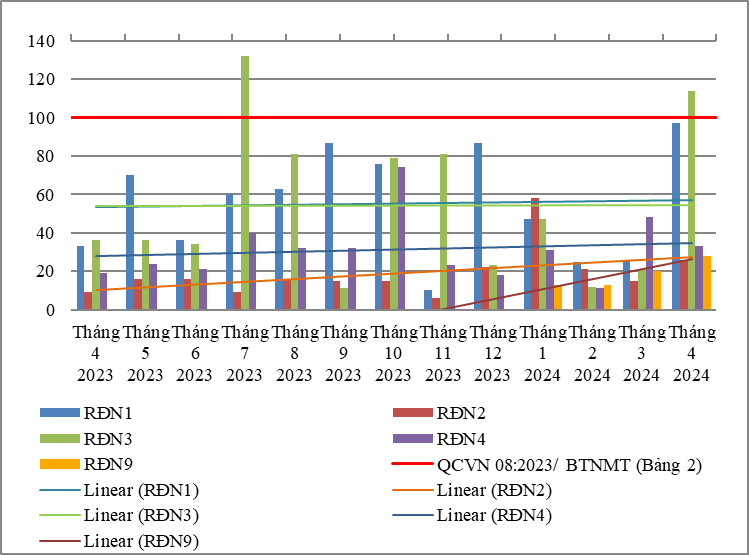 140
120
100
80
60
40
20
0
Tháng Tháng Tháng Tháng Tháng Tháng Tháng Tháng Tháng Tháng Tháng Tháng Tháng
4 5 6 7 8 9 10 11 12 1 2 3 4
2023 2023 2023 2023 2023 2023 2023 2023 2023 2024 2024 2024 2024
RĐN1 RĐN2
RĐN3 RĐN4
RĐN9 QCVN 08:2023/ BTNMT (Bảng 2)
Linear (RĐN1) Linear (RĐN2)
Linear (RĐN3) Linear (RĐN4)
Linear (RĐN9)